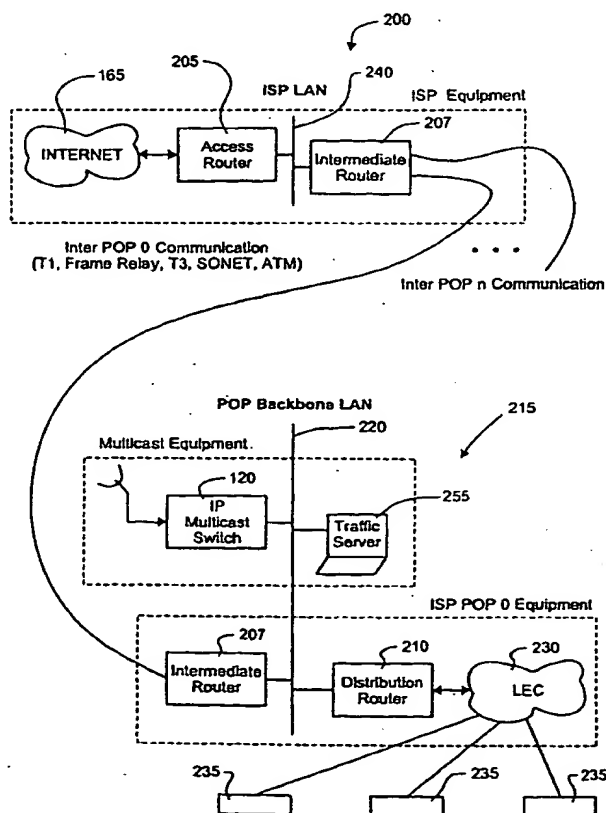 200
165
205
ISP LAN
240
ISP Equipment
207
INTERNET
Access
Router
Intermediate
Router
Inter POP 0 Communication
(T1, Frame Relay, T3, SONET, ATM)
Inter POP n Communication
POP Backbone LAN
220
215
Multicast Equipment
120
255
IP
Multicast
Switch
Traffic
Server
ISP POP 0 Equipment
207
210
230
Intermediate
Router
Distribution
Router
LEC
235
235
235